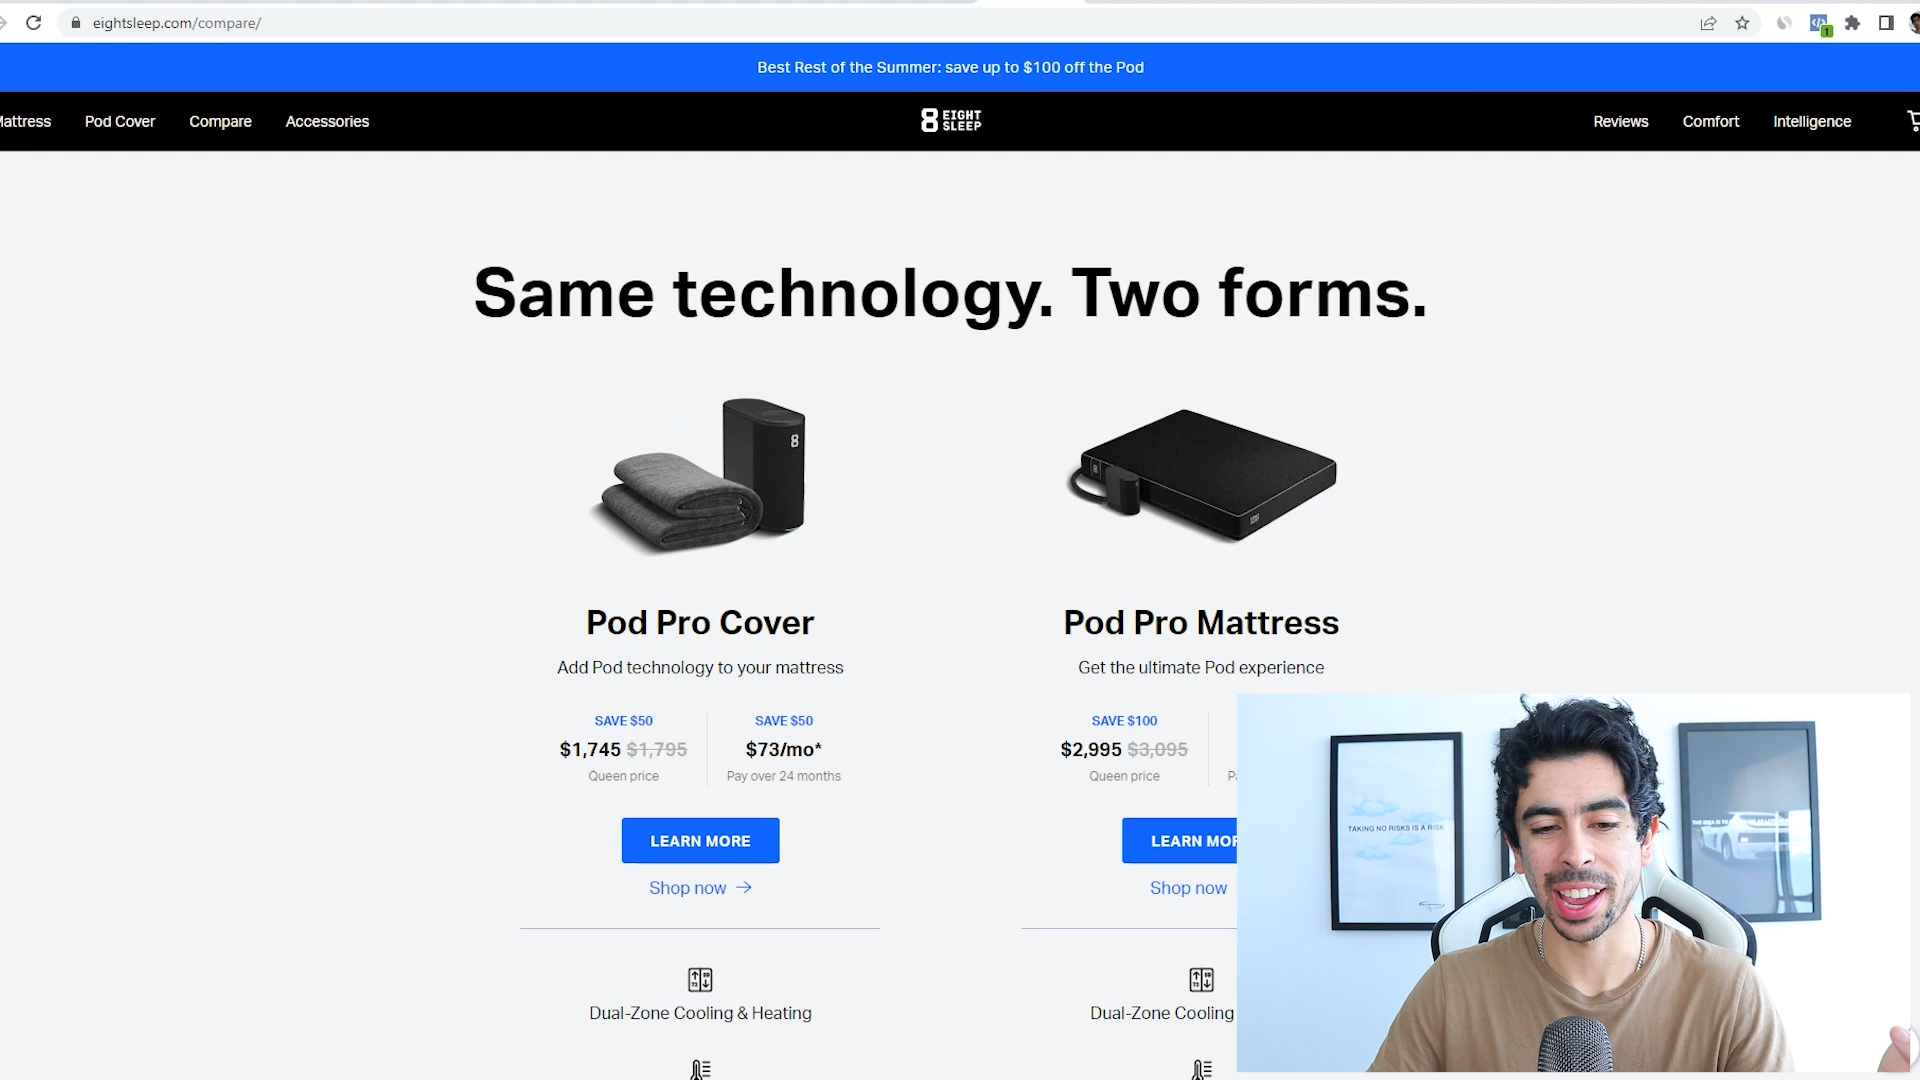 eightsleep.com/compare/
1
Best Rest of the Summer: save up to $100 off the Pod
Mattress
Pod Cover
Compare
Accessories
8 EIGHT
SLEEP
Reviews
Comfort
Intelligence
Same technology. Two forms.
8
Pod Pro Cover
Add Pod technology to your mattress
SAVE $50
$1,745 $1,795
Queen price
SAVE $50
$73/mo*
Pay over 24 months
LEARN MORE
Shop now →
Dual-Zone Cooling & Heating
Pod Pro Mattress
Get the ultimate Pod experience
SAVE $100
$2,995 $3,095
Queen price
LEARN MOR
Shop now
Dual-Zone Cooling
TAKING NO RISKS IS A RISK